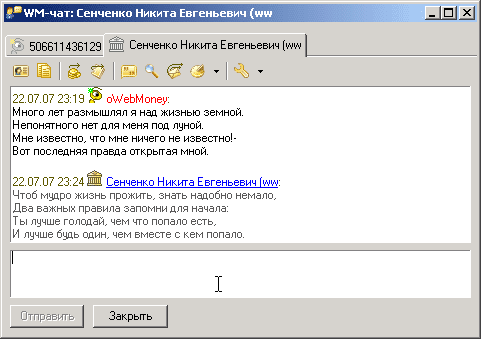 WM-чат: Сенченко Никита Евгеньевич (ww
506611436129 Сенченко Никита Евгеньевич (ww
22.07.07 23:19 oWebMoney:
Много лет размышлял я над жизнью земной.
Непонятного нет для меня под луной.
Мне известно, что мне ничего не известно!-
Вот последняя правда открытая мной.
22.07.07 23:24 Сенченко Никита Евгеньевич (ww:
Чтоб мудро жизнь прожить, знать надобно немало,
Два важных правила запомни для начала:
Ты лучше голодай, чем что попало есть,
И лучше будь один, чем вместе с кем попало.
Отправить Закрыть